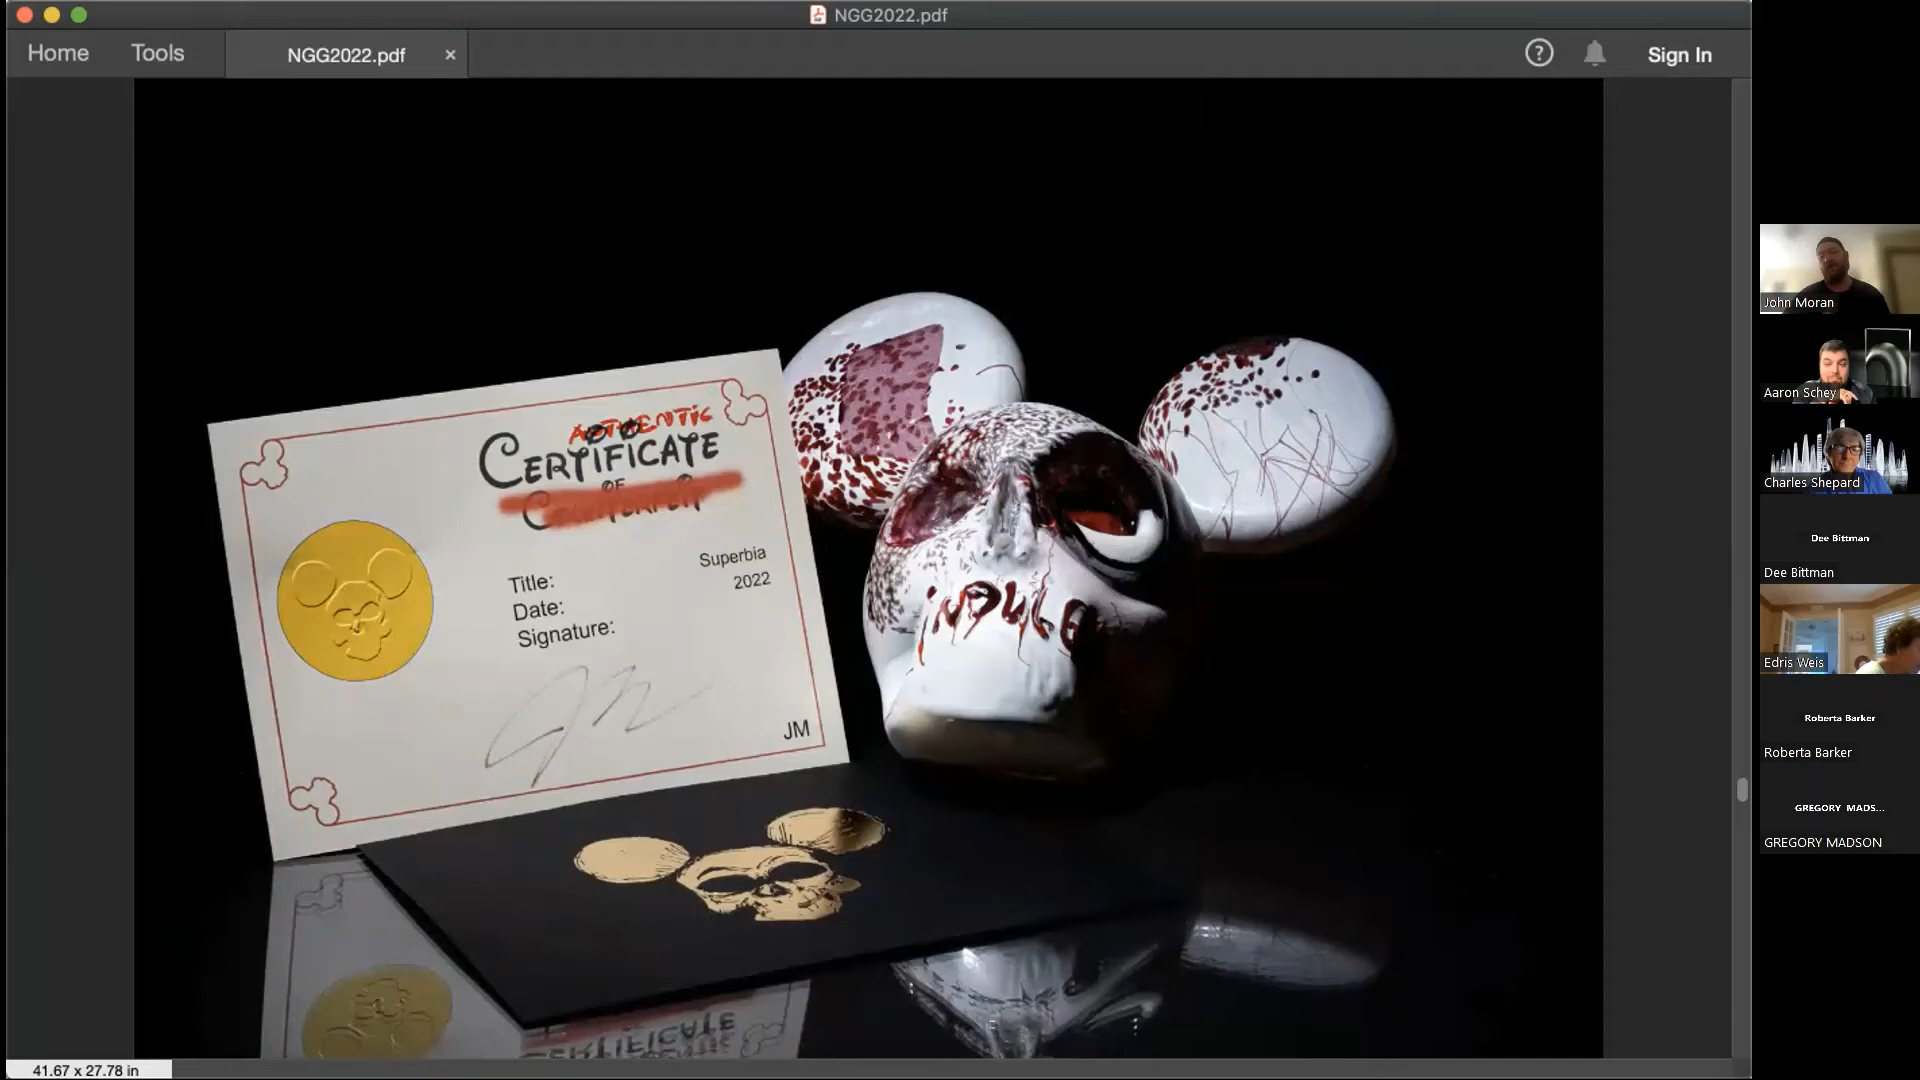 NGG2022.pdf
Home
Tools
NGG2022.pdf
Sign In
AUTHENTIC
CERTIFICATE
OF
Superbia
2022
Title:
Date:
Signature:
JM
INDULGE
41.67 x 27.78 in
John Moran
Aaron Schey
Charles Shepard
Dee Bittman
Dee Bittman
Edris Weis
Roberta Barker
Roberta Barker
GREGORY MADS...
GREGORY MADSON